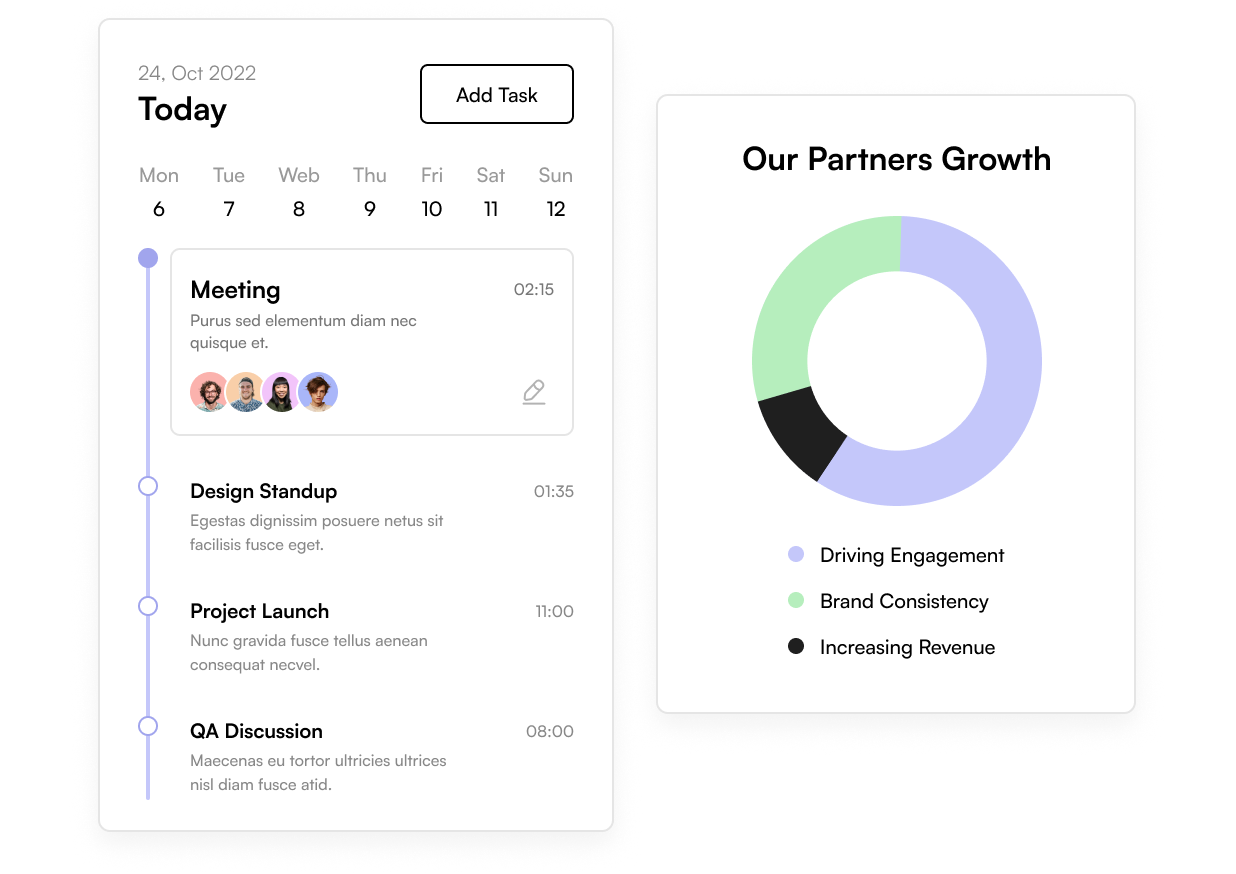 24, Oct 2022
Today
Add Task
Mon Tue Web Thu Fri Sat Sun
6 7 8 9 10 11 12
Meeting 02:15
Purus sed elementum diam nec
quisque et.
Design Standup 01:35
Egestas dignissim posuere netus sit
facilisis fusce eget.
Project Launch 11:00
Nunc gravida fusce tellus aenean
consequat necvel.
QA Discussion 08:00
Maecenas eu tortor ultricies ultrices
nisl diam fusce atid.
Our Partners Growth
Driving Engagement
Brand Consistency
Increasing Revenue